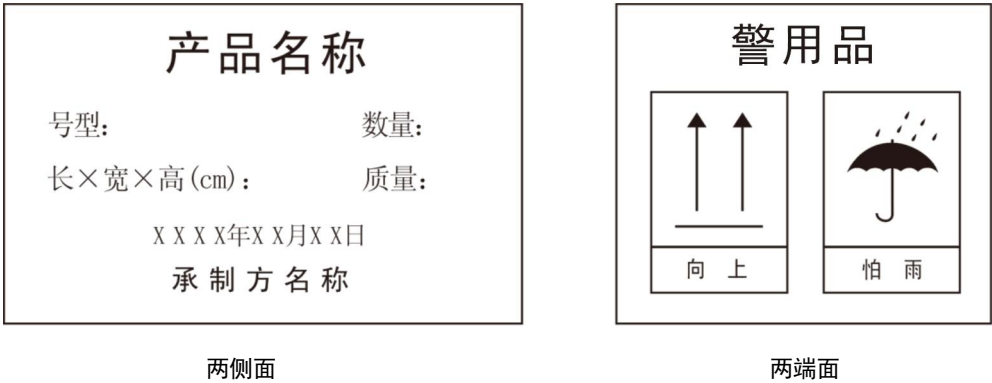 产品名称
号型：
数量：
长×宽×高(cm)：
质量：
XXXX年XX月XX日
承制方名称
两侧面
警用品
向上
怕雨
两端面